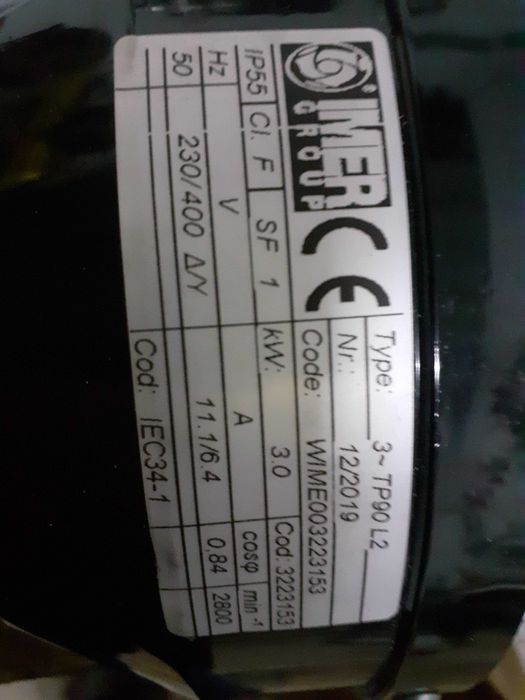 IMER
GROUP
CE
Type: 3~ TP90 L2
Nr.: 12/2019
Code: WIME003223153
IP55 Cl. F SF 1 kW: 3.0 Cod: 3223153
Hz V A cosφ min-1
50 230/400 Δ/Y 11.1/6.4 0,84 2800
Cod: IEC34-1